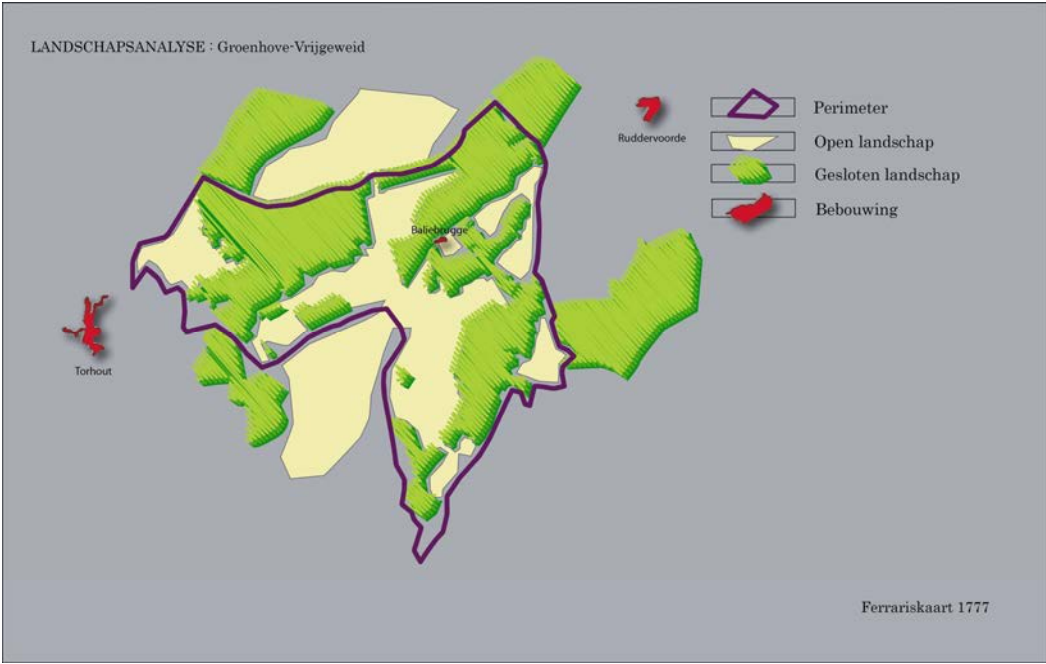 LANDSCHAPSANALYSE : Groenhove-Vrijgeweid
Ruddervoorde
Perimeter
Open landschap
Gesloten landschap
Bebouwing
Baliebrugge
Torhout
Ferrariskaart 1777